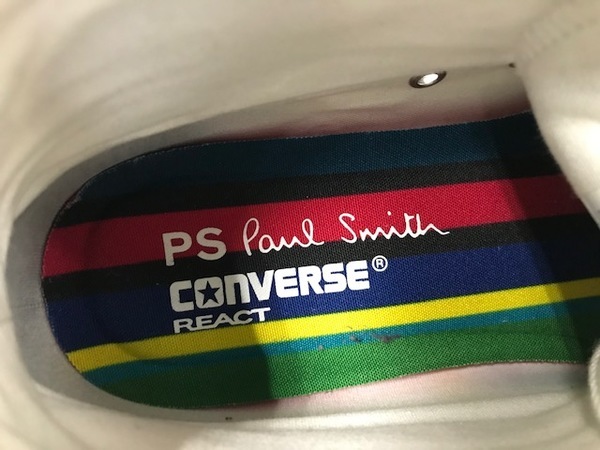 PS Paul Smith
CONVERSE®
REACT